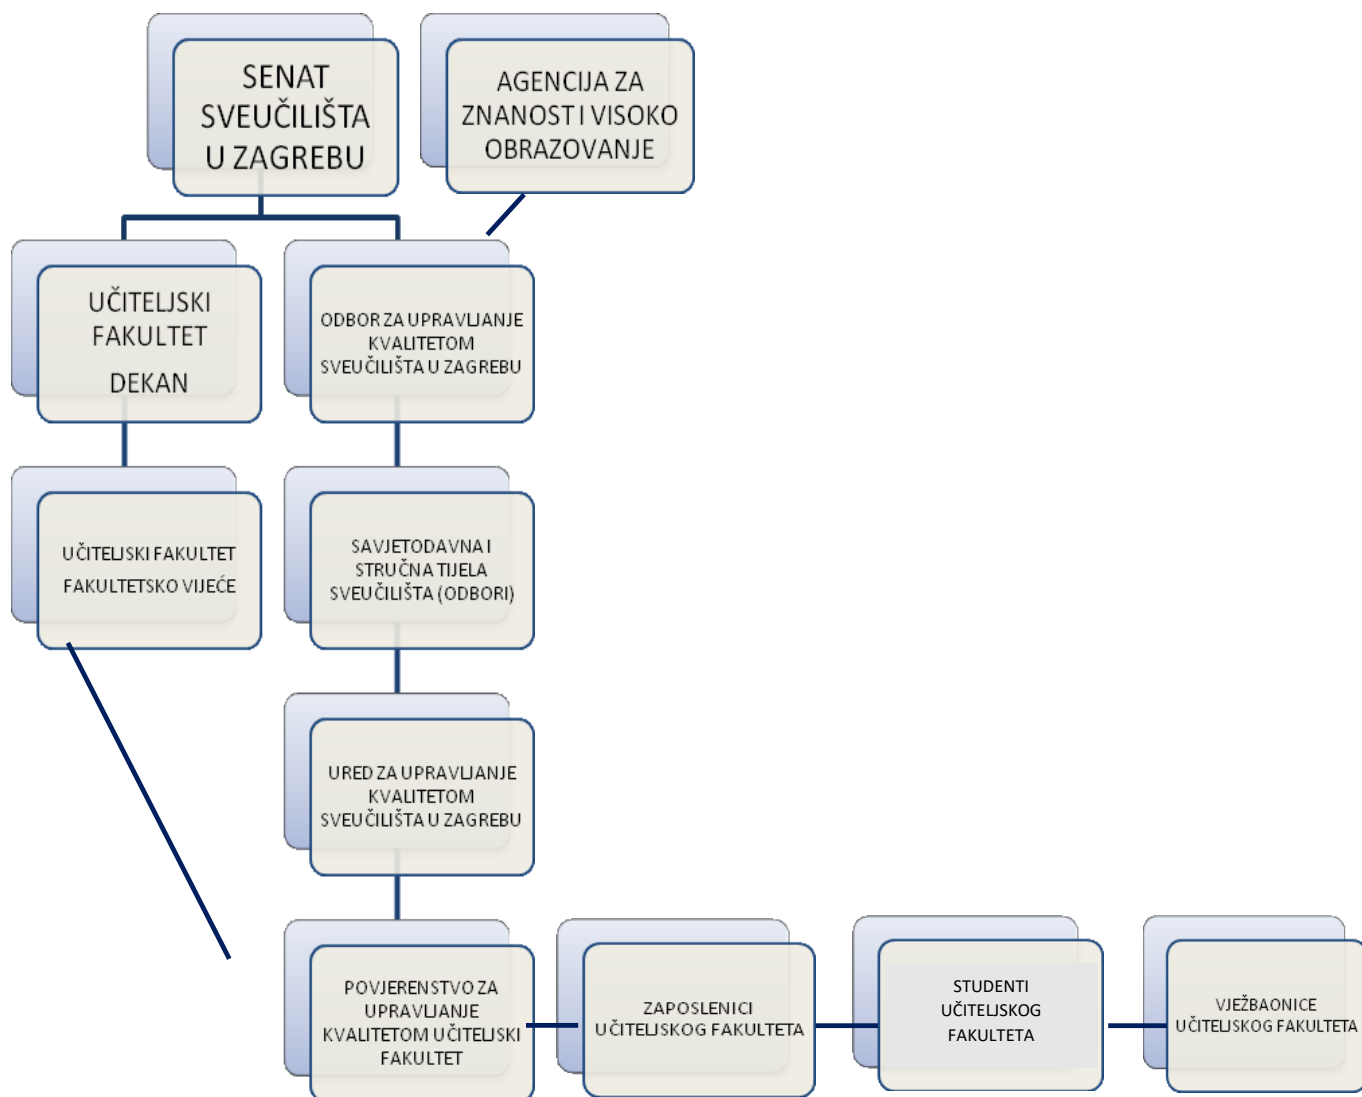 SENAT
SVEUČILIŠTA
U ZAGREBU
AGENCIJA ZA
ZNANOST I VISOKO
OBRAZOVANJE
UČITELJSKI
FAKULTET
DEKAN
ODBOR ZA UPRAVLJANJE
KVALITETOM
SVEUČILIŠTA U ZAGREBU
UČITELJSKI FAKULTET
FAKULTETSKO VIJEĆE
SAVJETODAVNA I
STRUČNA TIJELA
SVEUČILIŠTA (ODBORI)
URED ZA UPRAVLJANJE
KVALITETOM
SVEUČILIŠTA U ZAGREBU
POVJERENSTVO ZA
UPRAVLJANJE
KVALITETOM UČITELJSKI
FAKULTET
ZAPOSLENICI
UČITELJSKOG FAKULTETA
STUDENTI
UČITELJSKOG
FAKULTETA
VJEŽBAONICE
UČITELJSKOG FAKULTETA